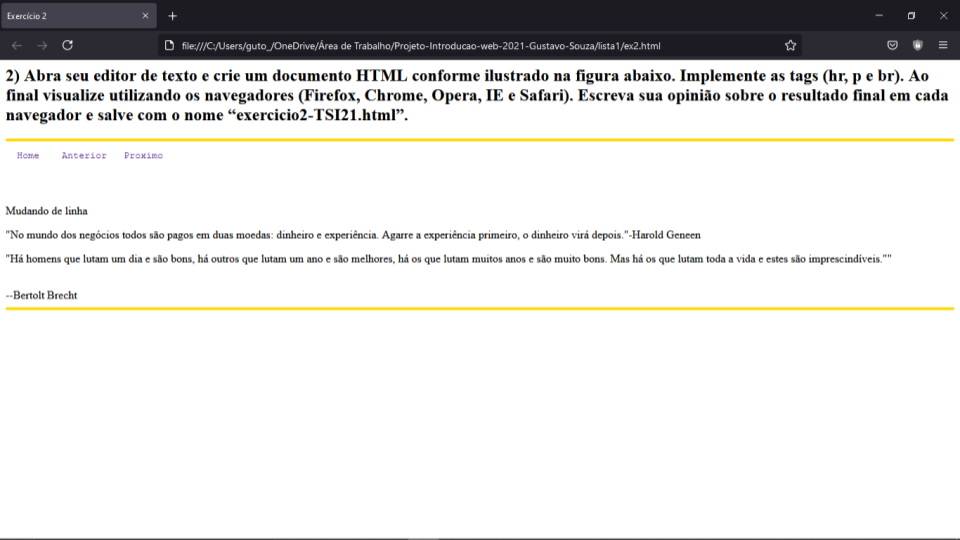 Exercício 2
file:///C:/Users/guto_/OneDrive/Área de Trabalho/Projeto-Introducao-web-2021-Gustavo-Souza/lista1/ex2.html
2) Abra seu editor de texto e crie um documento HTML conforme ilustrado na figura abaixo. Implemente as tags (hr, p e br). Ao
final visualize utilizando os navegadores (Firefox, Chrome, Opera, IE e Safari). Escreva sua opinião sobre o resultado final em cada
navegador e salve com o nome “exercicio2-TSI21.html”.
Home Anterior Proximo
Mudando de linha
"No mundo dos negócios todos são pagos em duas moedas: dinheiro e experiência. Agarre a experiência primeiro, o dinheiro virá depois."-Harold Geneen
"Há homens que lutam um dia e são bons, há outros que lutam um ano e são melhores, há os que lutam muitos anos e são muito bons. Mas há os que lutam toda a vida e estes são imprescindíveis.""
--Bertolt Brecht